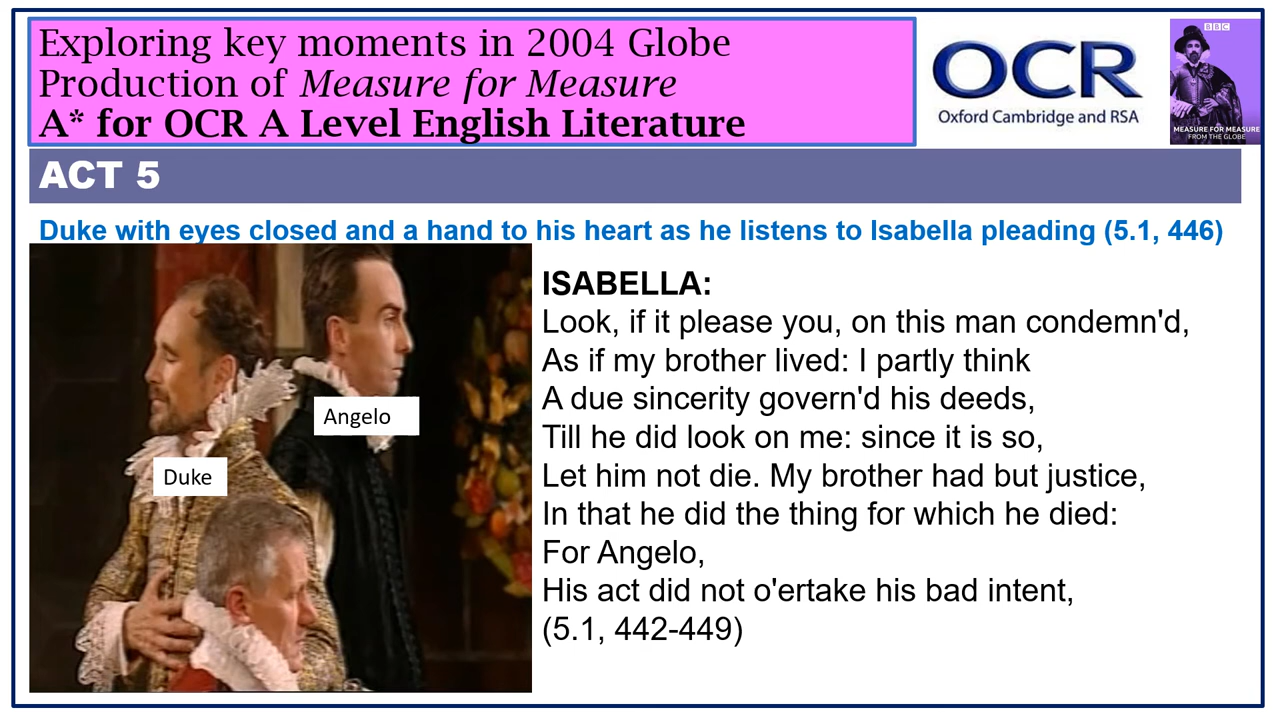 Exploring key moments in 2004 Globe
Production of Measure for Measure
A* for OCR A Level English Literature
OCR
Oxford Cambridge and RSA
BBC
MEASURE FOR MEASURE
FROM THE GLOBE
ACT 5
Duke with eyes closed and a hand to his heart as he listens to Isabella pleading (5.1, 446)
Angelo
Duke
ISABELLA:
Look, if it please you, on this man condemn'd,
As if my brother lived: I partly think
A due sincerity govern'd his deeds,
Till he did look on me: since it is so,
Let him not die. My brother had but justice,
In that he did the thing for which he died:
For Angelo,
His act did not o'ertake his bad intent,
(5.1, 442-449)